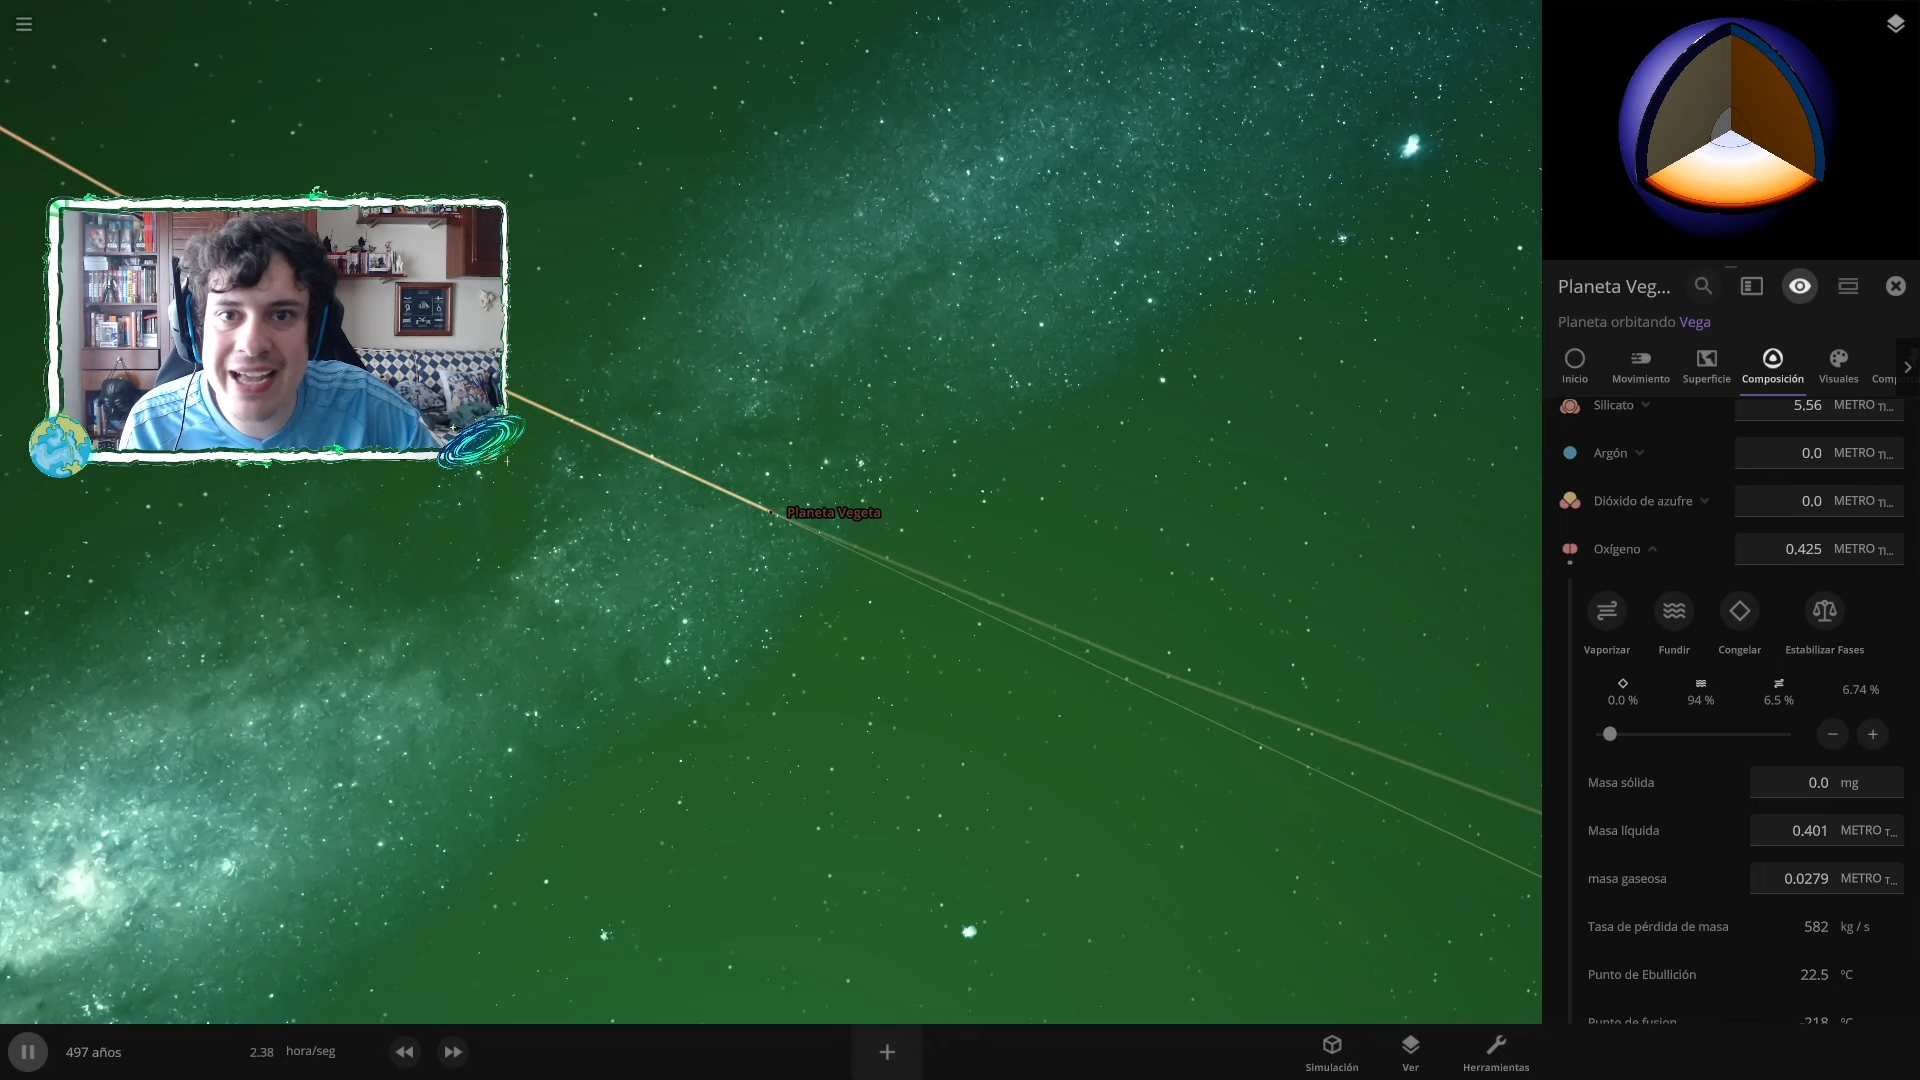 Planeta Vegeta
Planeta Veg...
Planeta orbitando Vega
Inicio
Movimiento
Superficie
Composición
Visuales
Silicato 5.56 METRO
Argón 0.0 METRO
Dióxido de azufre 0.0 METRO
Oxígeno 0.425 METRO
Vaporizar
Fundir
Congelar
Estabilizar Fases
0.0 %
94 %
6.5 %
6.74 %
Masa sólida 0.0 mg
Masa líquida 0.401 METRO T...
masa gaseosa 0.0279 METRO T...
Tasa de pérdida de masa 582 kg / s
Punto de Ebullición 22.5 °C
Punto de fusion -218 °C
497 años
2.38 hora/seg
Simulación
Ver
Herramientas